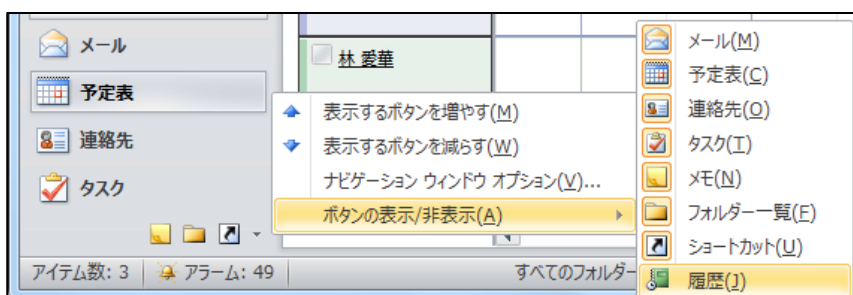 メール
予定表
連絡先
タスク
アイテム数: 3
アラーム: 49
林 愛華
表示するボタンを増やす(M)
表示するボタンを減らす(W)
ナビゲーション ウィンドウ オプション(V)...
ボタンの表示/非表示(A)
すべてのフォルダー
メール(M)
予定表(C)
連絡先(O)
タスク(T)
メモ(N)
フォルダー一覧(F)
ショートカット(U)
履歴(J)